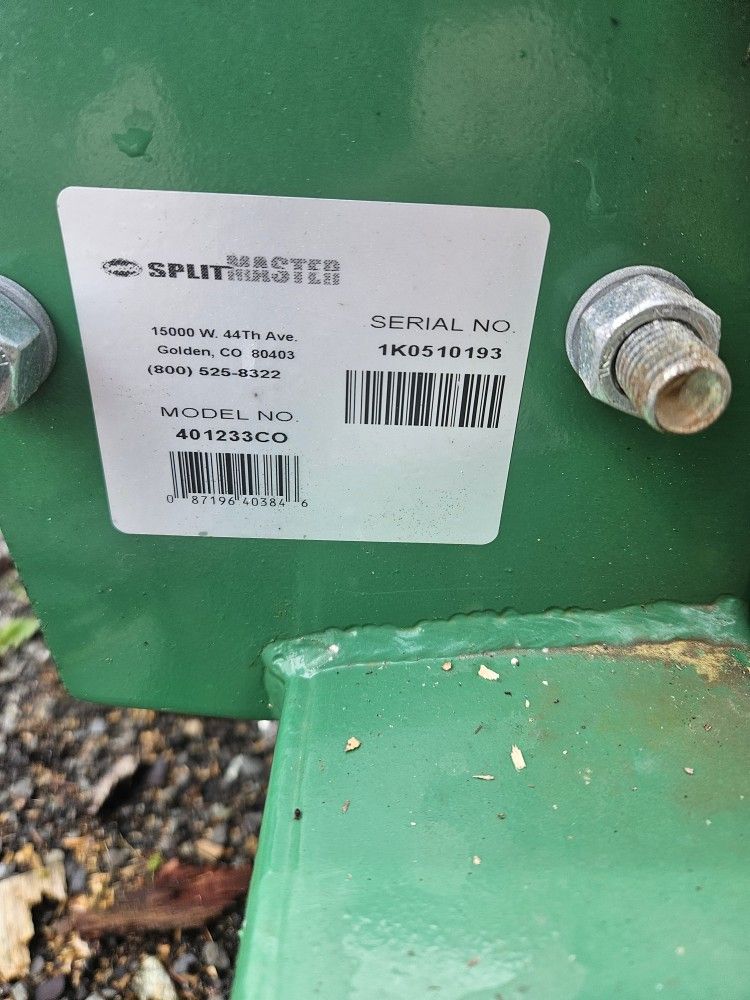 SPLITMASTER
15000 W. 44Th Ave.
Golden, CO 80403
(800) 525-8322
SERIAL NO.
1K0510193
MODEL NO.
401233CO
0 87196 40384 6